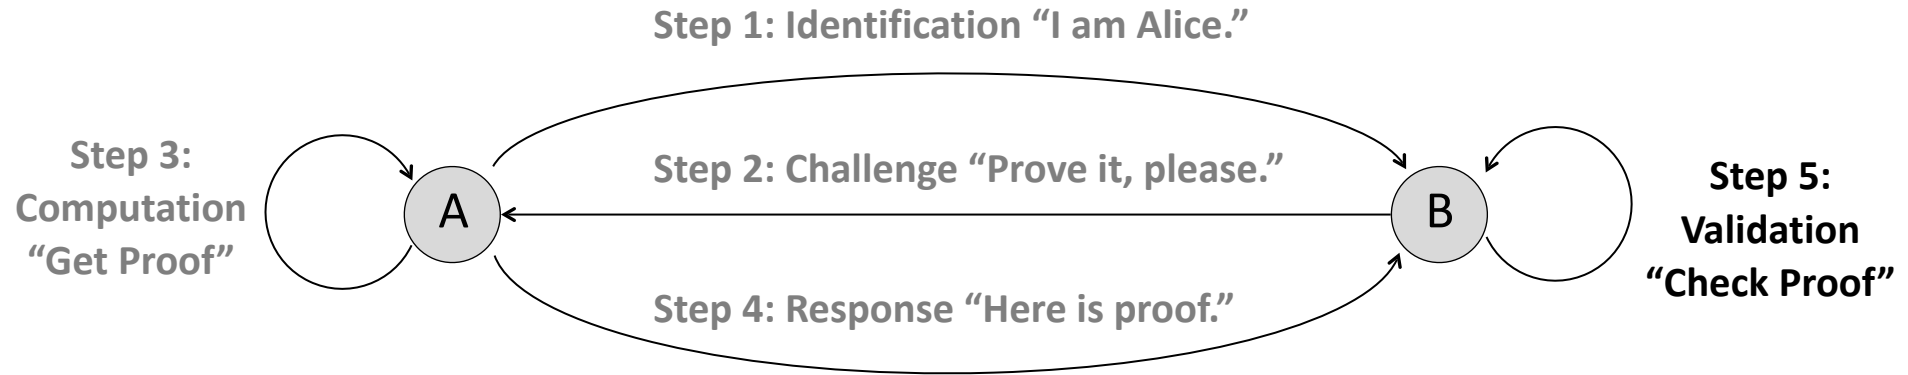 Step 1: Identification “I am Alice.”
Step 3:
Computation
“Get Proof”
A
Step 2: Challenge “Prove it, please.”
B
Step 5:
Validation
“Check Proof”
Step 4: Response “Here is proof.”